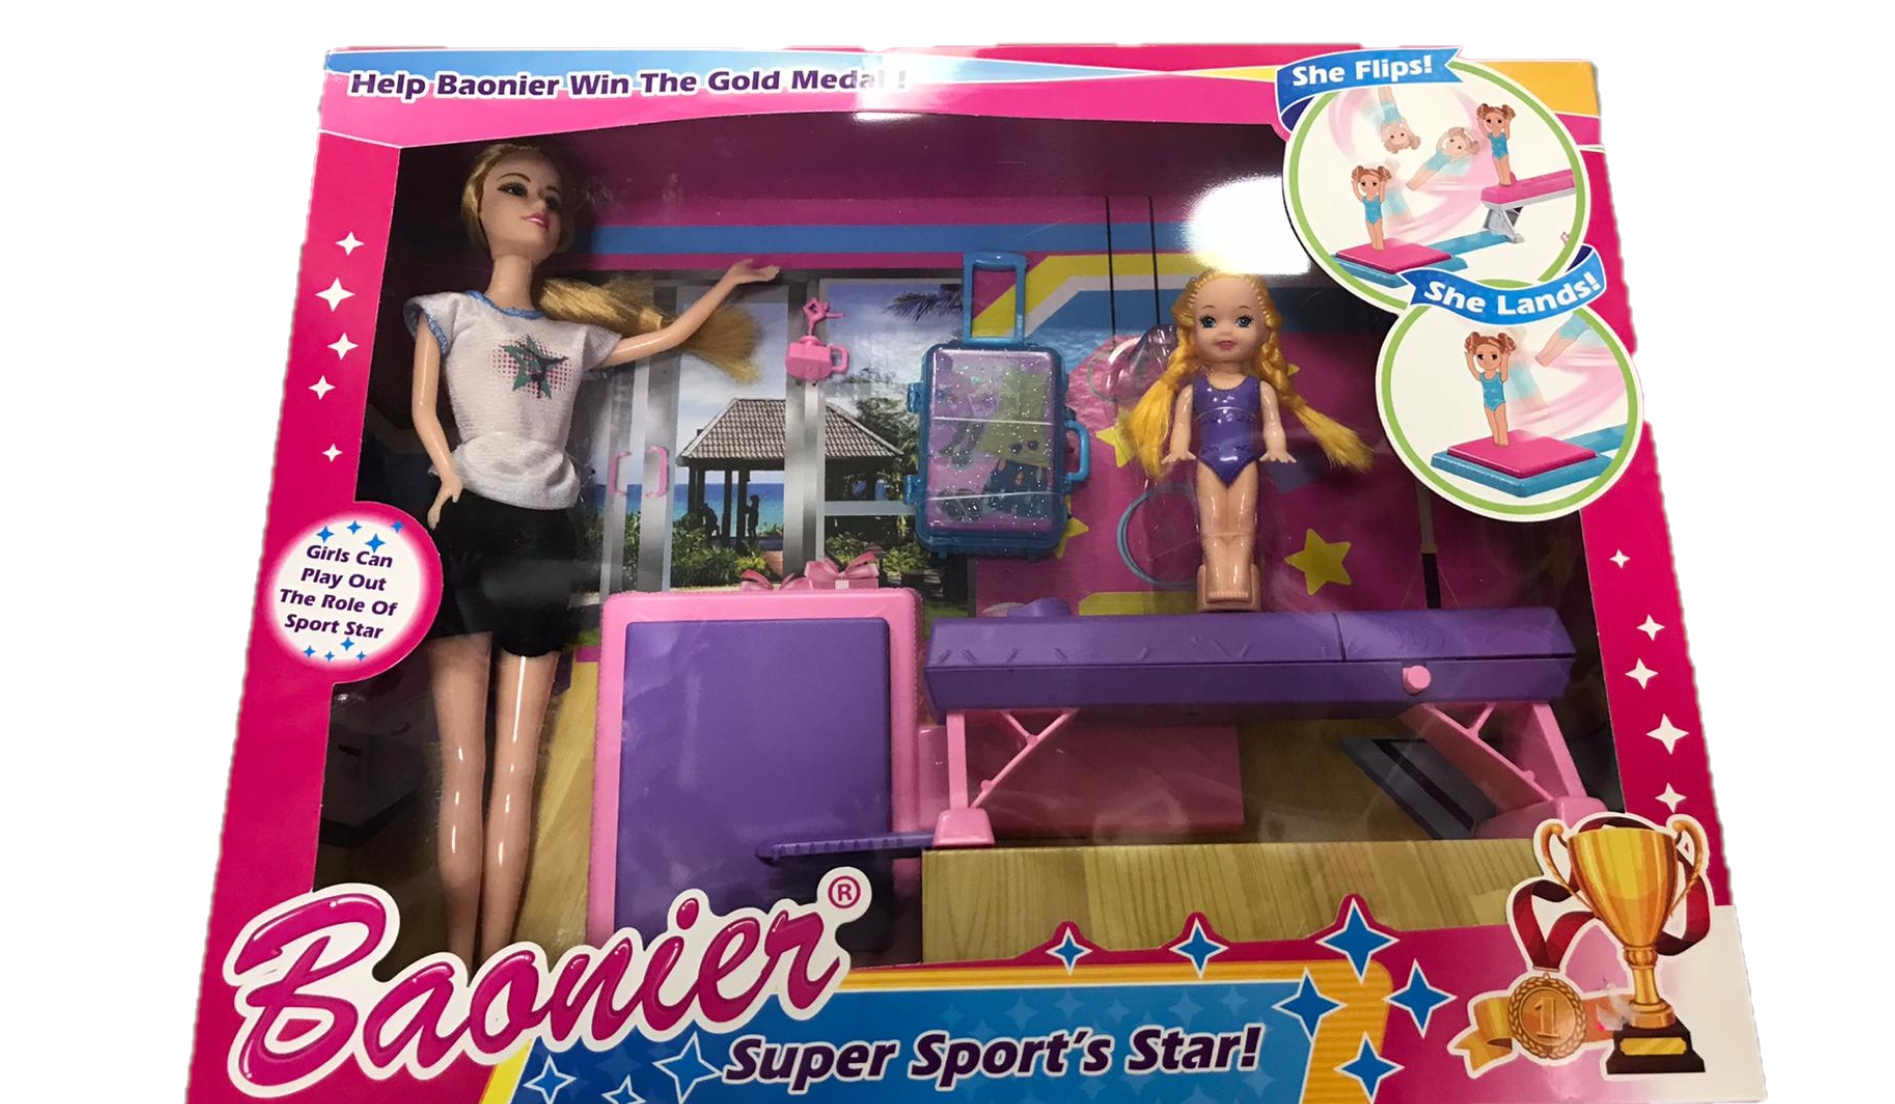 Help Baonier Win The Gold Medal !
She Flips!
She Lands!
Girls Can
Play Out
The Role Of
Sport Star
Baonier®
Super Sport's Star!
1